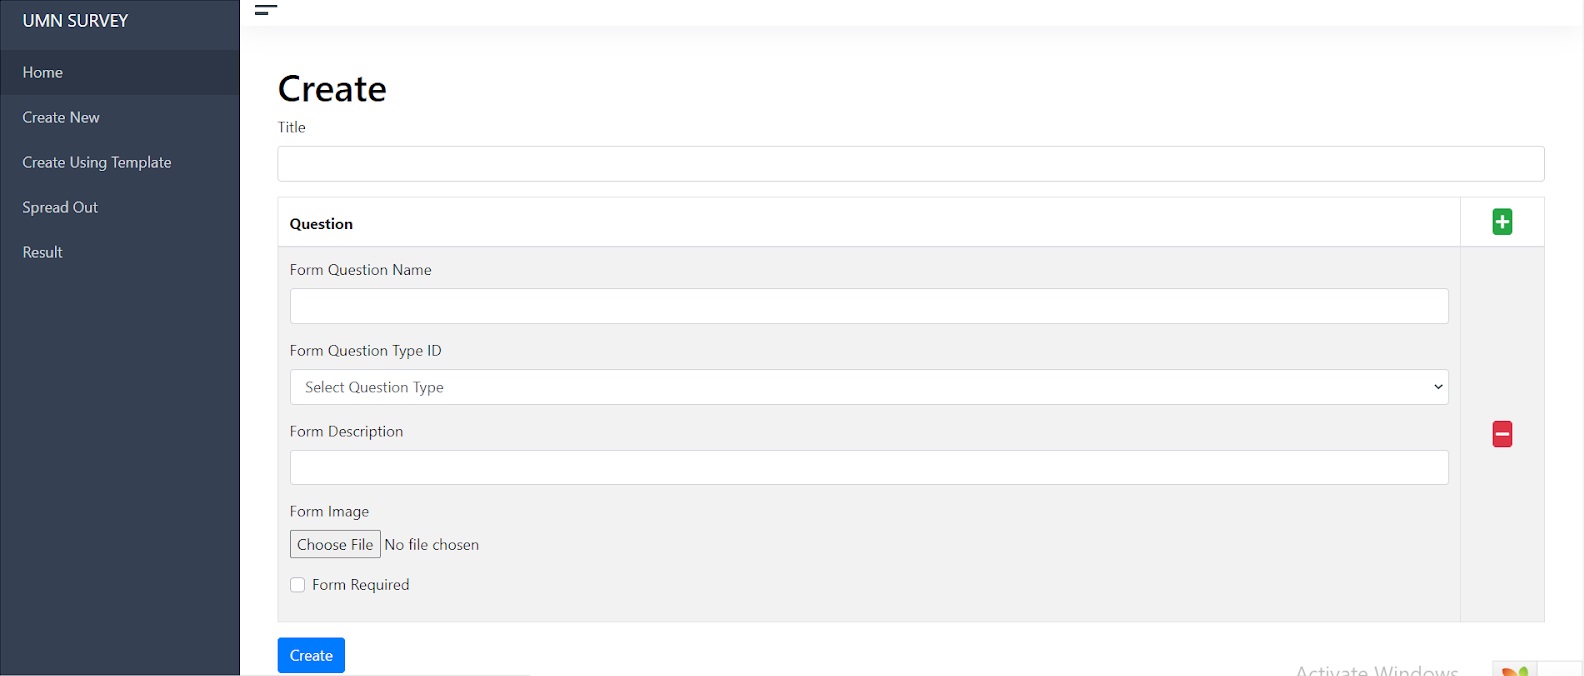 UMN SURVEY
Home
Create New
Create Using Template
Spread Out
Result
Create
Title
Question
Form Question Name
Form Question Type ID
Select Question Type
Form Description
Form Image
Choose File No file chosen
Form Required
Create
Activate Windows